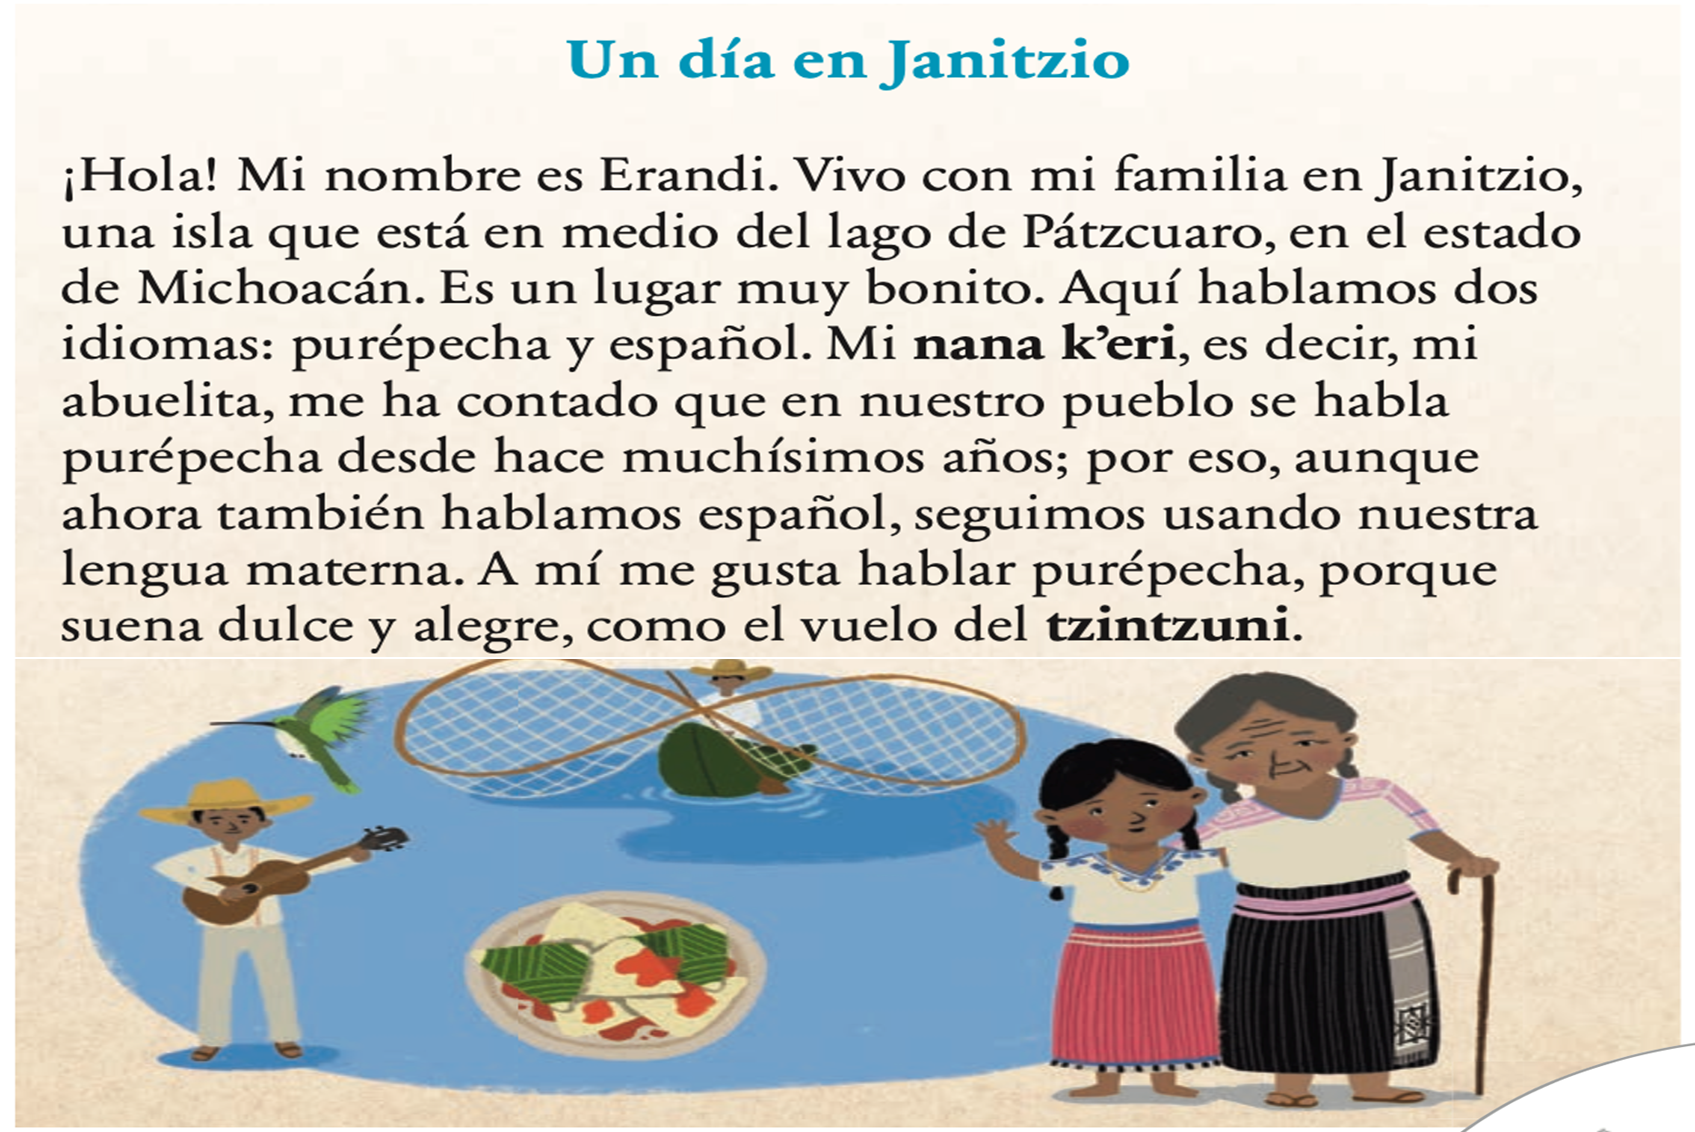 Un día en Janitzio
¡Hola! Mi nombre es Erandi. Vivo con mi familia en Janitzio,
una isla que está en medio del lago de Pátzcuaro, en el estado
de Michoacán. Es un lugar muy bonito. Aquí hablamos dos
idiomas: purépecha y español. Mi nana k’eri, es decir, mi
abuelita, me ha contado que en nuestro pueblo se habla
purépecha desde hace muchísimos años; por eso, aunque
ahora también hablamos español, seguimos usando nuestra
lengua materna. A mí me gusta hablar purépecha, porque
suena dulce y alegre, como el vuelo del tzintzuni.